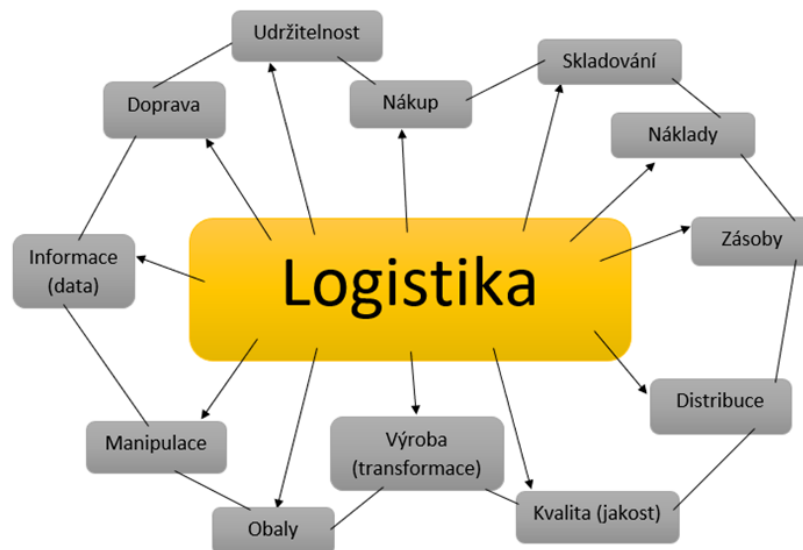 Udržitelnost
Skladování
Doprava
Nákup
Náklady
Zásoby
Informace
(data)
Logistika
Distribuce
Manipulace
Výroba
(transformace)
Kvalita (jakost)
Obaly